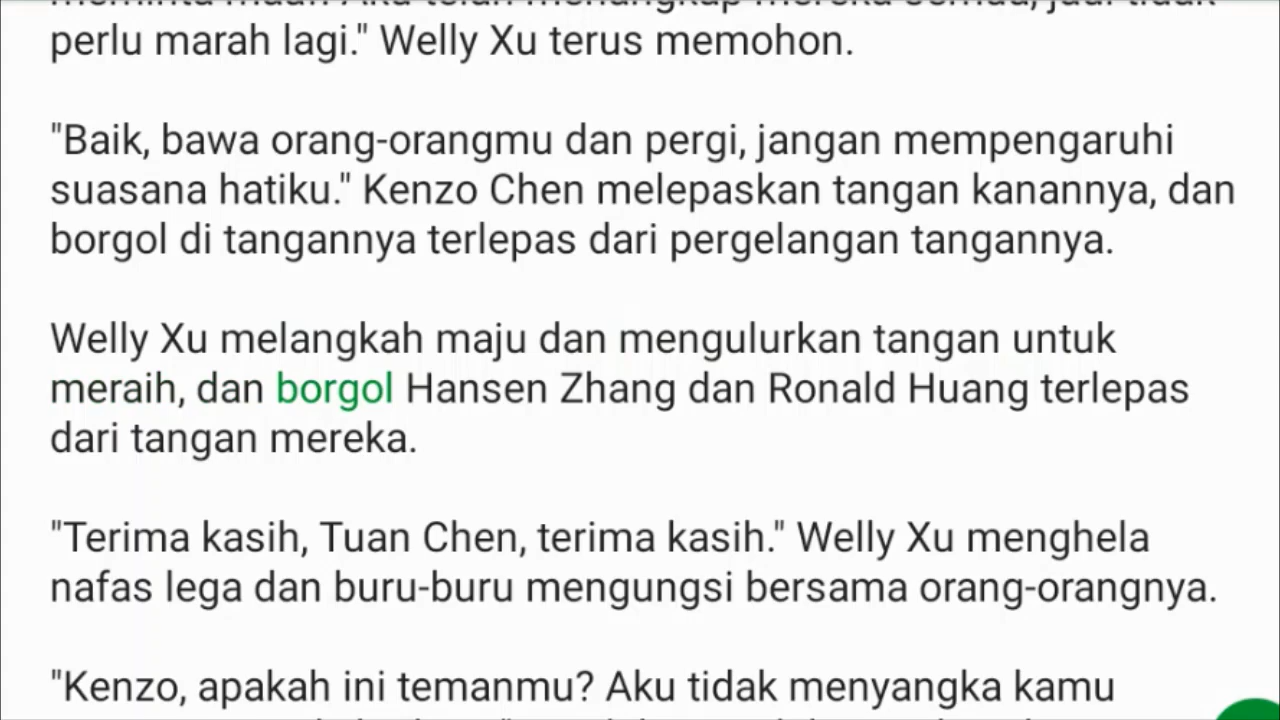 perlu marah lagi." Welly Xu terus memohon.
"Baik, bawa orang-orangmu dan pergi, jangan mempengaruhi
suasana hatiku." Kenzo Chen melepaskan tangan kanannya, dan
borgol di tangannya terlepas dari pergelangan tangannya.
Welly Xu melangkah maju dan mengulurkan tangan untuk
meraih, dan borgol Hansen Zhang dan Ronald Huang terlepas
dari tangan mereka.
"Terima kasih, Tuan Chen, terima kasih." Welly Xu menghela
nafas lega dan buru-buru mengungsi bersama orang-orangnya.
"Kenzo, apakah ini temanmu? Aku tidak menyangka kamu